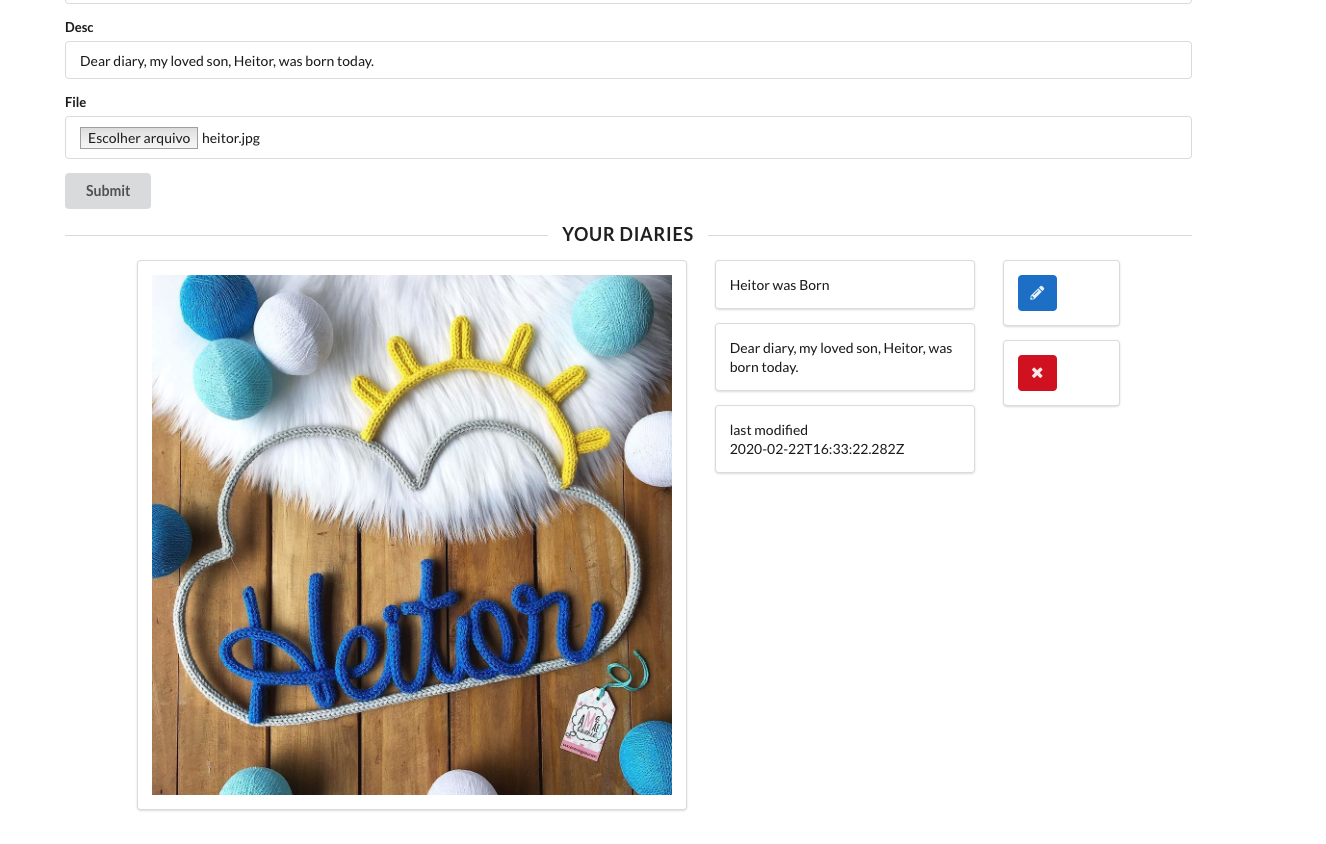 Desc
Dear diary, my loved son, Heitor, was born today.
File
Escolher arquivo heitor.jpg
Submit
YOUR DIARIES
Heitor was Born
Dear diary, my loved son, Heitor, was
born today.
last modified
2020-02-22T16:33:22.282Z
Heitor